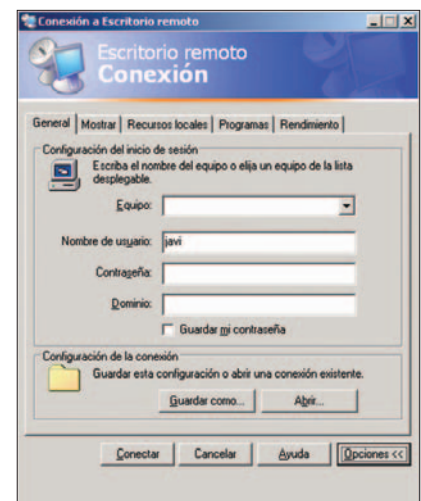 Conexión a Escritorio remoto
Escritorio remoto
Conexión
General Mostrar Recursos locales Programas Rendimiento
Configuración del inicio de sesión
Escriba el nombre del equipo o elija un equipo de la lista
desplegable.
Equipo:
Nombre de usuario: javi
Contraseña:
Dominio:
Guardar mi contraseña
Configuración de la conexión
Guardar esta configuración o abrir una conexión existente.
Guardar como... Abrir...
Conectar Cancelar Ayuda Opciones <<